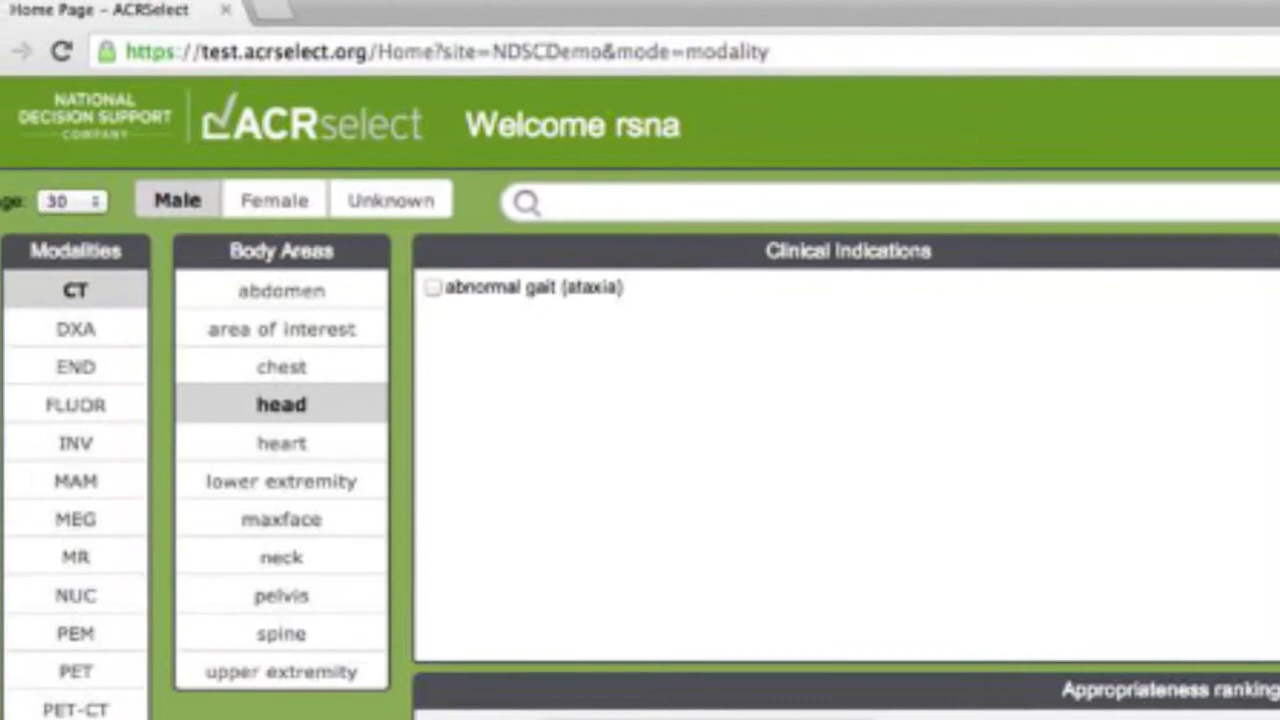 Home Page - ACRSelect
https://test.acrselect.org/Home?site=NDSCDemo&mode=modality
NATIONAL
DECISION SUPPORT
COMPANY
ACRselect
Welcome rsna
ge: 30
Male
Female
Unknown
Modalities
CT
DXA
END
FLUOR
INV
MAM
MEG
MR
NUC
PEM
PET
PET-CT
Body Areas
abdomen
area of interest
chest
head
heart
lower extremity
maxface
neck
pelvis
spine
upper extremity
Clinical Indications
abnormal gait (ataxia)
Appropriateness ranking